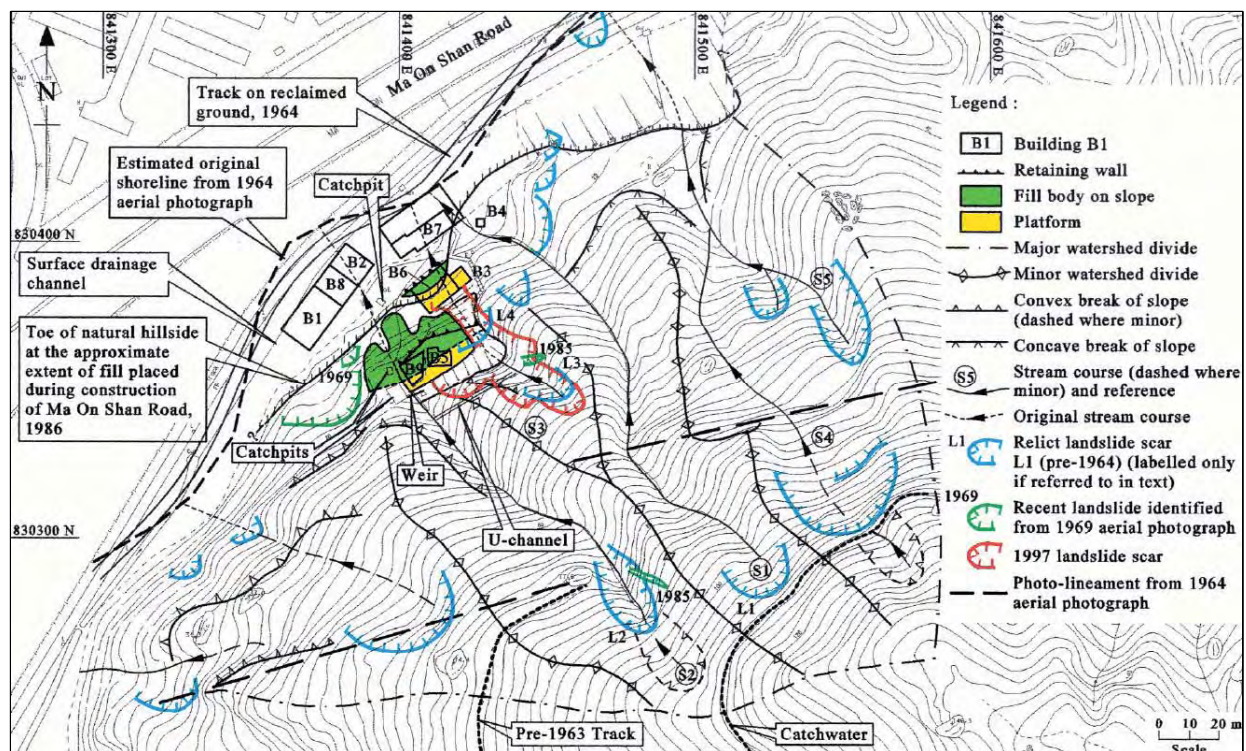 841300 E
841400 E
841500 E
841600 E
N
Ma On Shan Road
Track on reclaimed
ground, 1964
Estimated original
shoreline from 1964
aerial photograph
Catchpit
830400 N
Surface drainage
channel
Toe of natural hillside
at the approximate
extent of fill placed
during construction
of Ma On Shan Road,
1986
B4
B7
B2
B8
B1
B6
B3
B5
B9
L4
1985
L3
1969
S3
S5
S4
Catchpits
Weir
830300 N
U-channel
S1
1985
L1
L2
S2
1969
Pre-1963 Track
Catchwater
Legend :
B1 Building B1
Retaining wall
Fill body on slope
Platform
Major watershed divide
Minor watershed divide
Convex break of slope
(dashed where minor)
Concave break of slope
S5 Stream course (dashed where
minor) and reference
Original stream course
L1 Relict landslide scar
L1 (pre-1964) (labelled only
if referred to in text)
Recent landslide identified
from 1969 aerial photograph
1997 landslide scar
Photo-lineament from 1964
aerial photograph
0 10 20 m
Scale